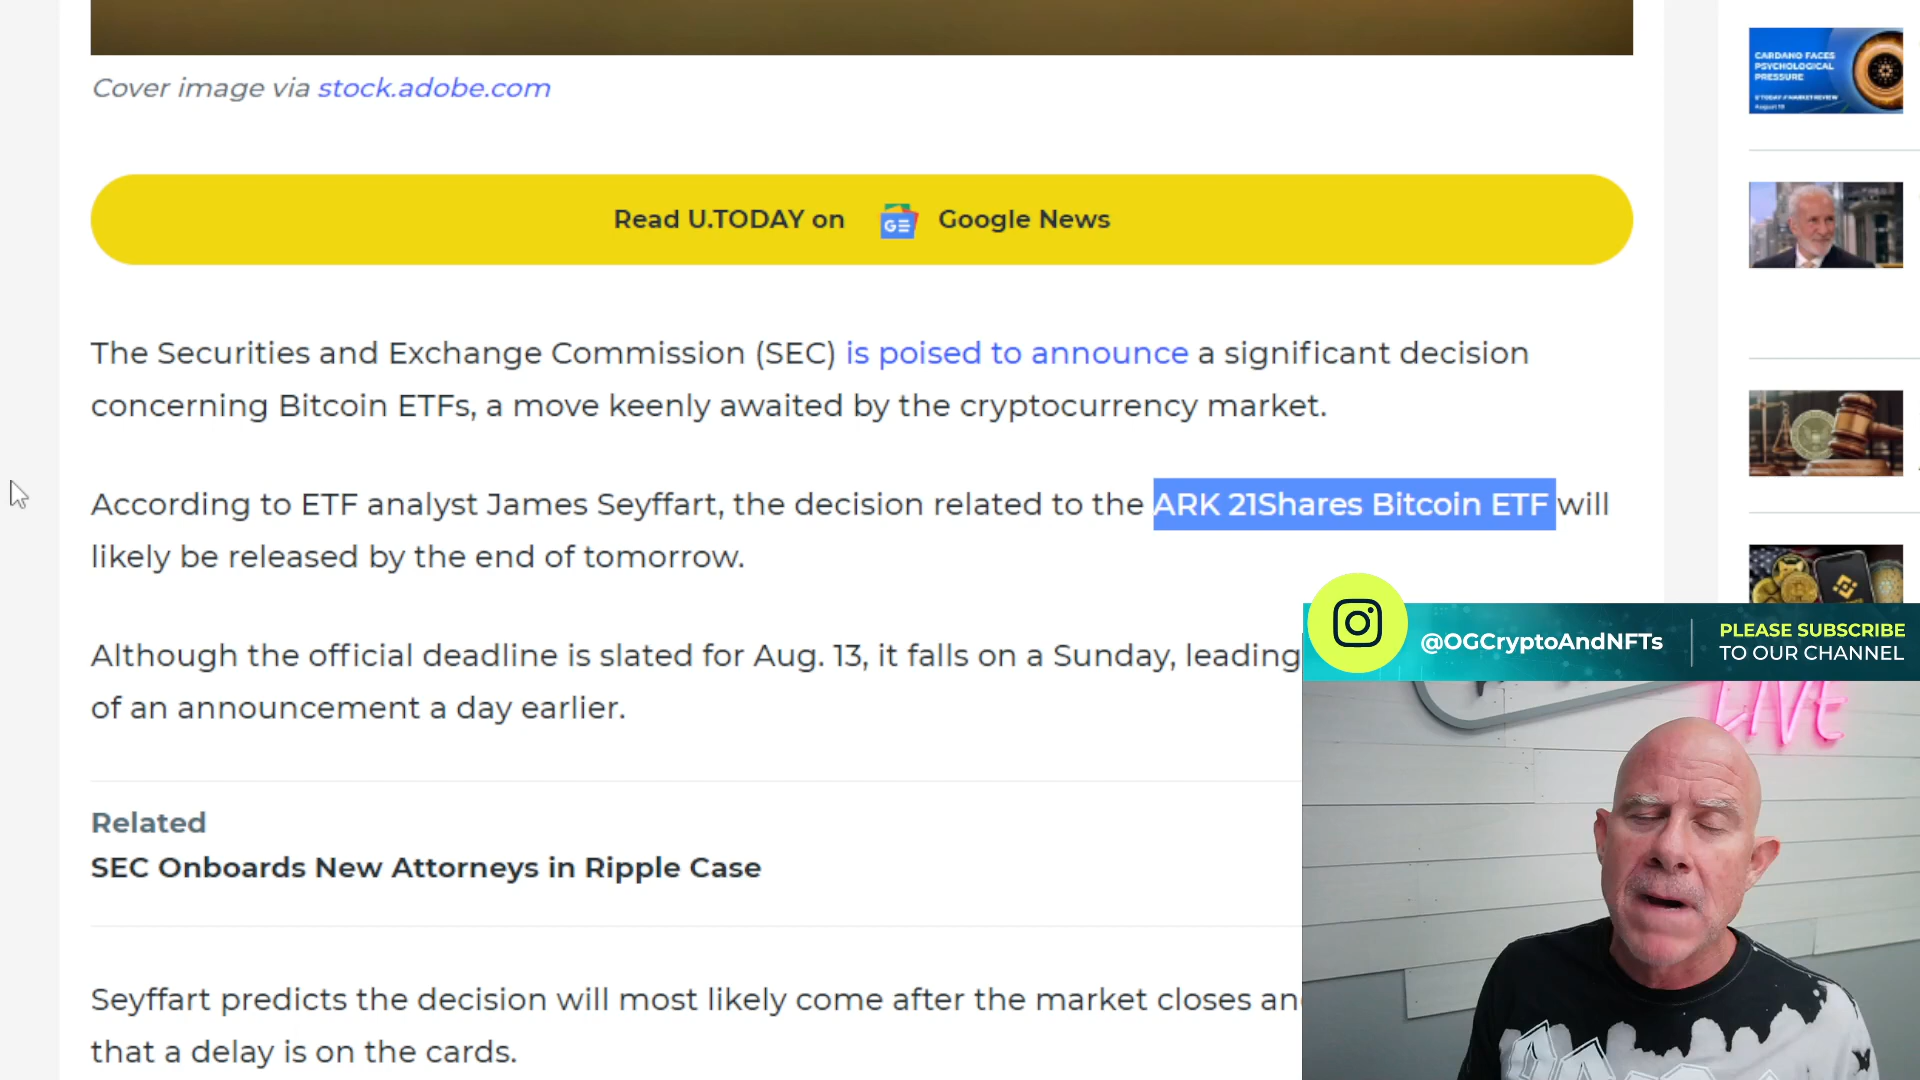 Cover image via stock.adobe.com
Read U.TODAY on GE Google News
The Securities and Exchange Commission (SEC) is poised to announce a significant decision
concerning Bitcoin ETFs, a move keenly awaited by the cryptocurrency market.
According to ETF analyst James Seyffart, the decision related to the ARK 21Shares Bitcoin ETF will
likely be released by the end of tomorrow.
Although the official deadline is slated for Aug. 13, it falls on a Sunday, leading
of an announcement a day earlier.
Related
SEC Onboards New Attorneys in Ripple Case
Seyffart predicts the decision will most likely come after the market closes an
that a delay is on the cards.
CARDANO FACES
PSYCHOLOGICAL
PRESSURE
@OGCryptoAndNFTs
PLEASE SUBSCRIBE
TO OUR CHANNEL
LIVE